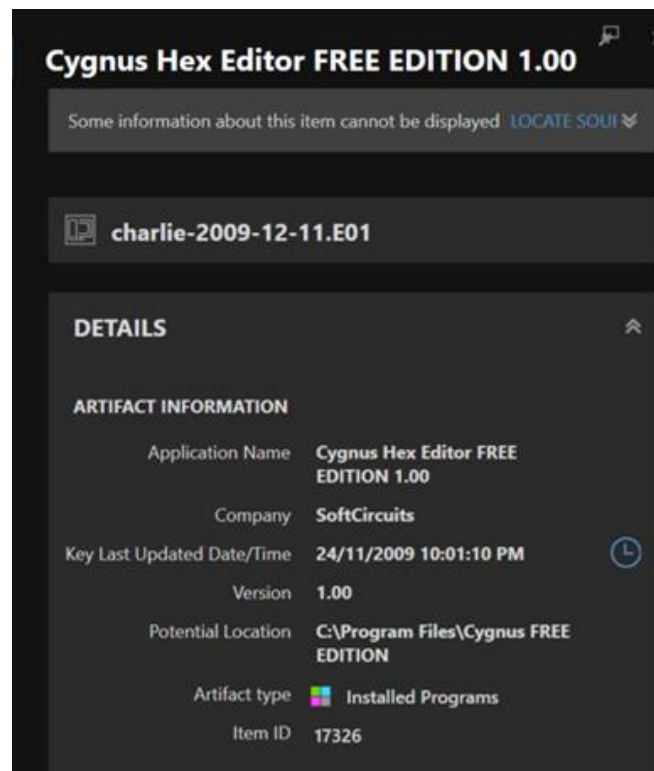 Cygnus Hex Editor FREE EDITION 1.00
Some information about this item cannot be displayed LOCATE SOUI
charlie-2009-12-11.E01
DETAILS
ARTIFACT INFORMATION
Application Name Cygnus Hex Editor FREE
EDITION 1.00
Company SoftCircuits
Key Last Updated Date/Time 24/11/2009 10:01:10 PM
Version 1.00
Potential Location C:\Program Files\Cygnus FREE
EDITION
Artifact type Installed Programs
Item ID 17326